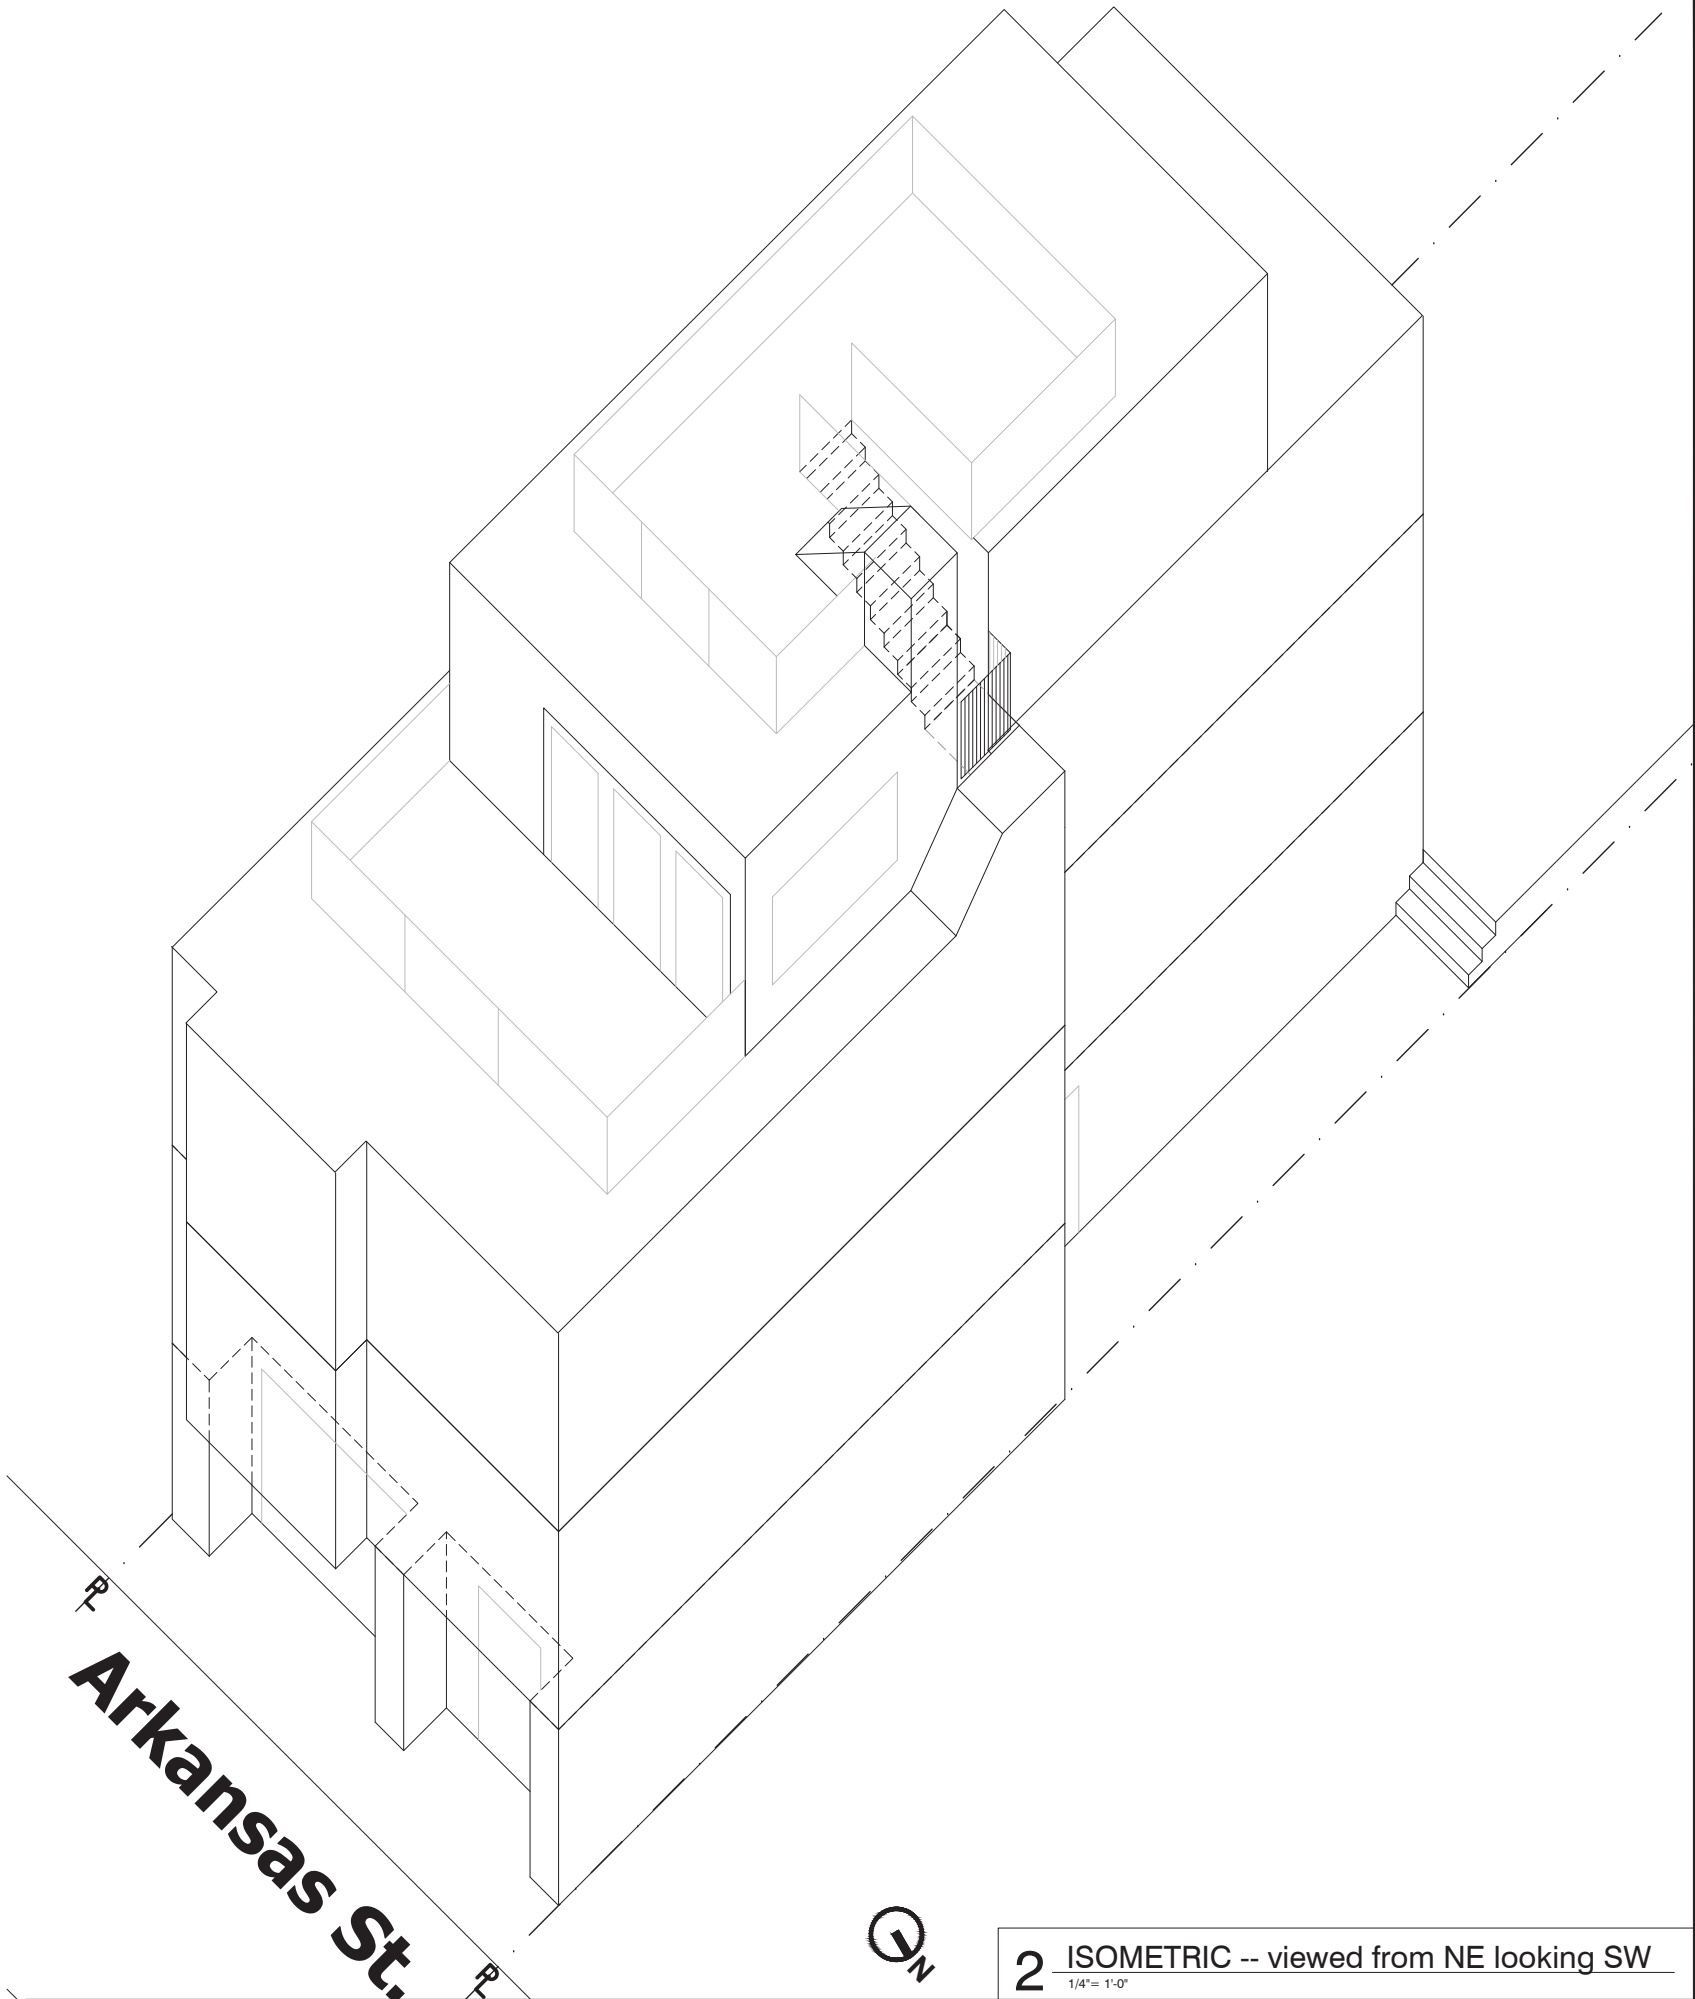 PL
Arkansas St.
PL
N
2 ISOMETRIC -- viewed from NE looking SW
1/4"= 1'-0"